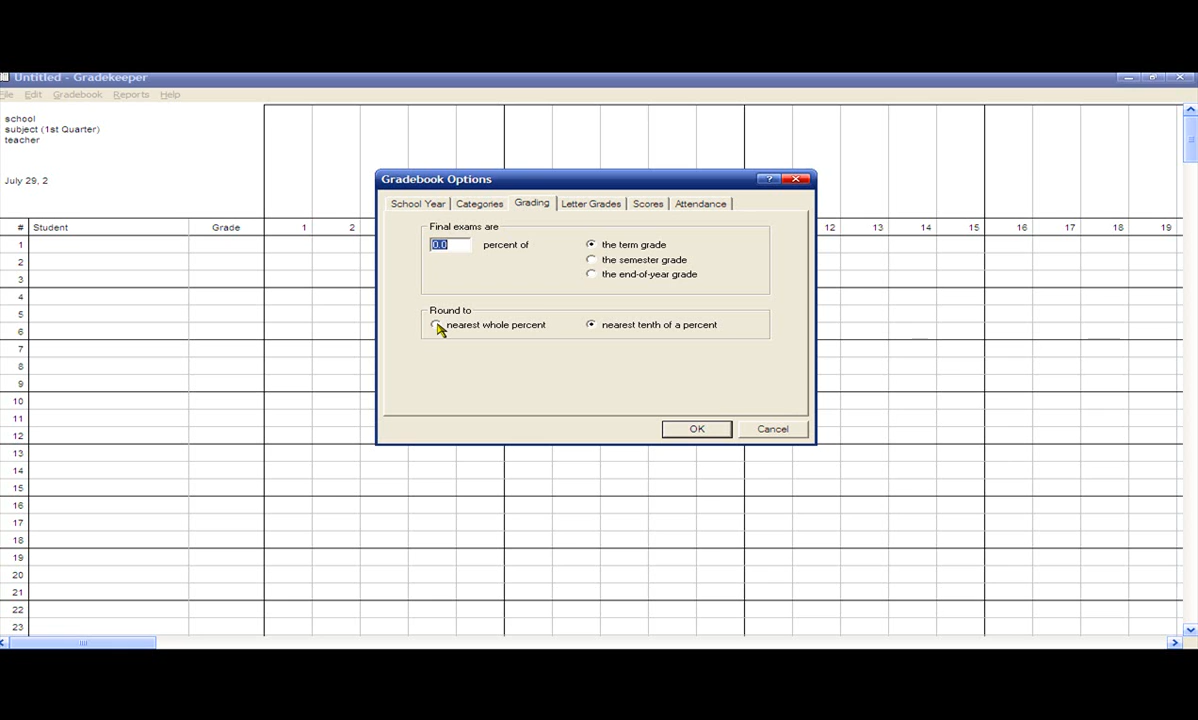 Untitled - Gradekeeper
File Edit Gradebook Reports Help
school
subject (1st Quarter)
teacher
July 29, 2
# Student Grade 1 2 12 13 14 15 16 17 18 19
Gradebook Options
School Year Categories Grading Letter Grades Scores Attendance
Final exams are
0.0 percent of the term grade
the semester grade
the end-of-year grade
Round to
nearest whole percent nearest tenth of a percent
OK Cancel
1
2
3
4
5
6
7
8
9
10
11
12
13
14
15
16
17
18
19
20
21
22
23